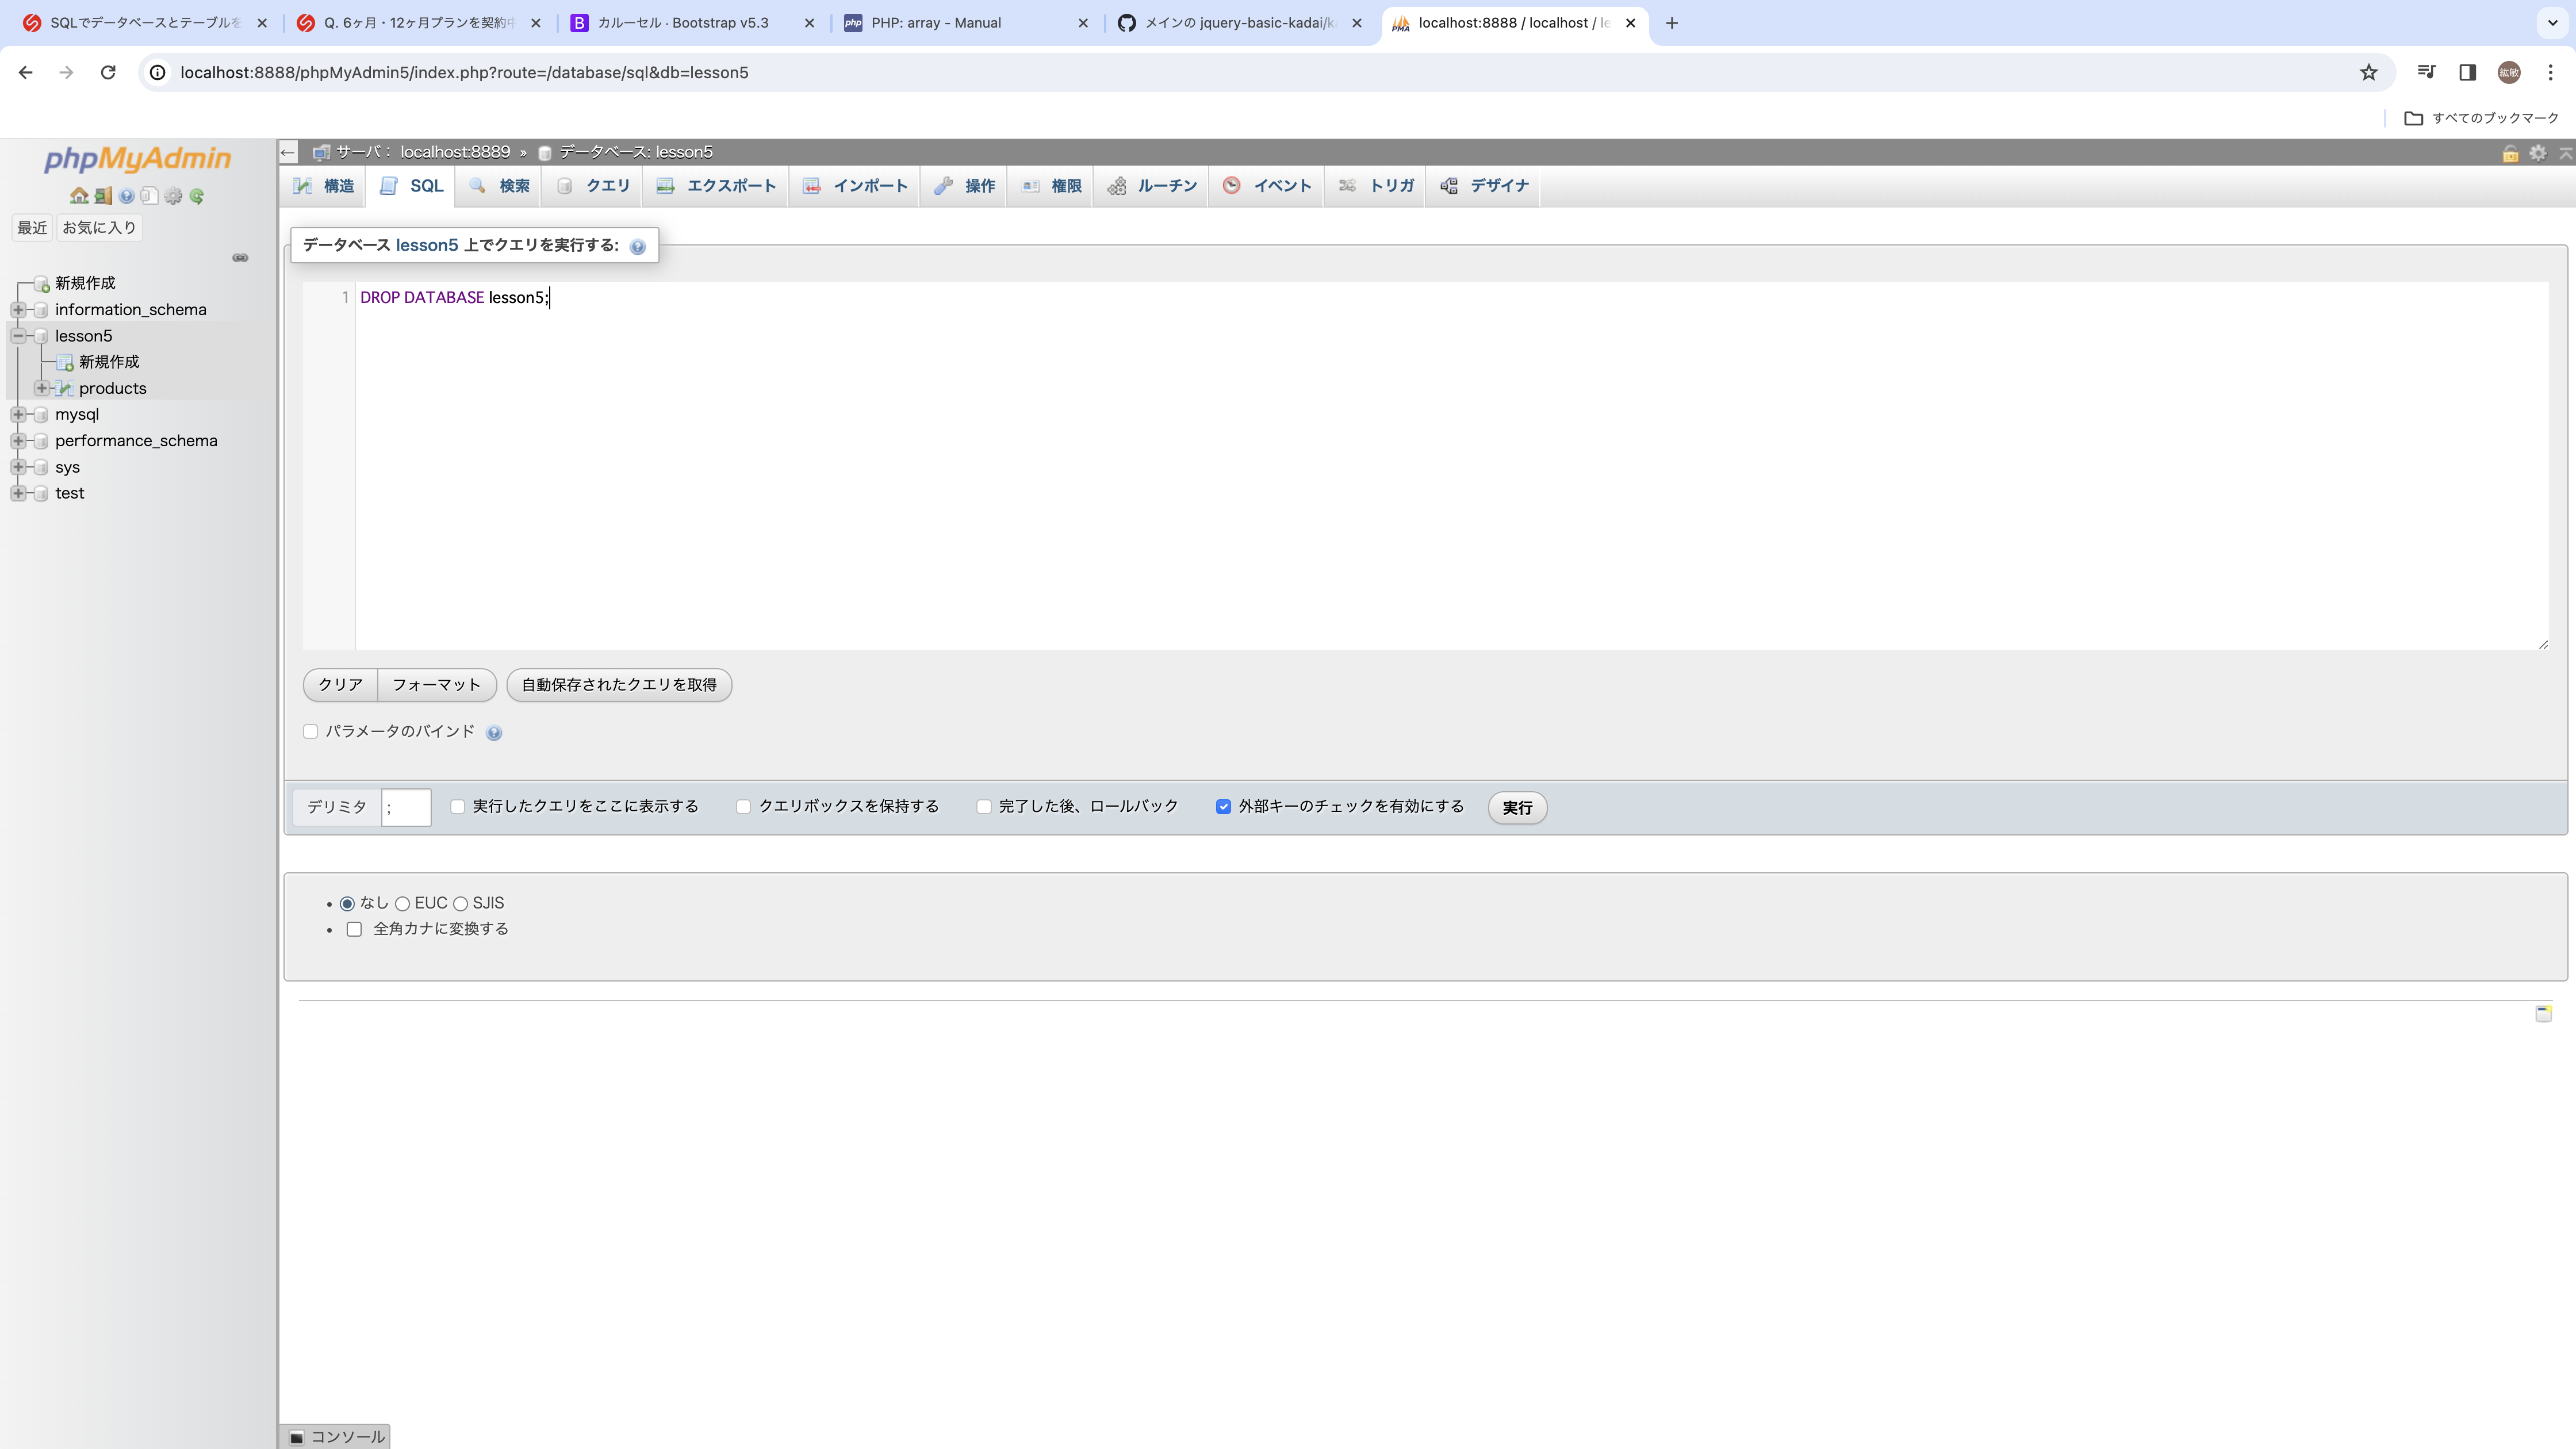 SQLでデータベースとテーブルを
Q. 6ヶ月・12ヶ月プランを契約中
B カルーセル · Bootstrap v5.3
php PHP: array - Manual
メインの jquery-basic-kadai/k
PMA localhost:8888 / localhost / le
localhost:8888/phpMyAdmin5/index.php?route=/database/sql&db=lesson5
紘敏
すべてのブックマーク
phpMyAdmin
最近 お気に入り
新規作成
information_schema
lesson5
新規作成
products
mysql
performance_schema
sys
test
サーバ: localhost:8889 » データベース: lesson5
構造 SQL 検索 クエリ エクスポート インポート 操作 権限 ルーチン イベント トリガ デザイナ
データベース lesson5 上でクエリを実行する:
1 DROP DATABASE lesson5;
クリア フォーマット 自動保存されたクエリを取得
パラメータのバインド
デリミタ ; 実行したクエリをここに表示する クエリボックスを保持する 完了した後、ロールバック 外部キーのチェックを有効にする 実行
なし EUC SJIS
全角カナに変換する
コンソール